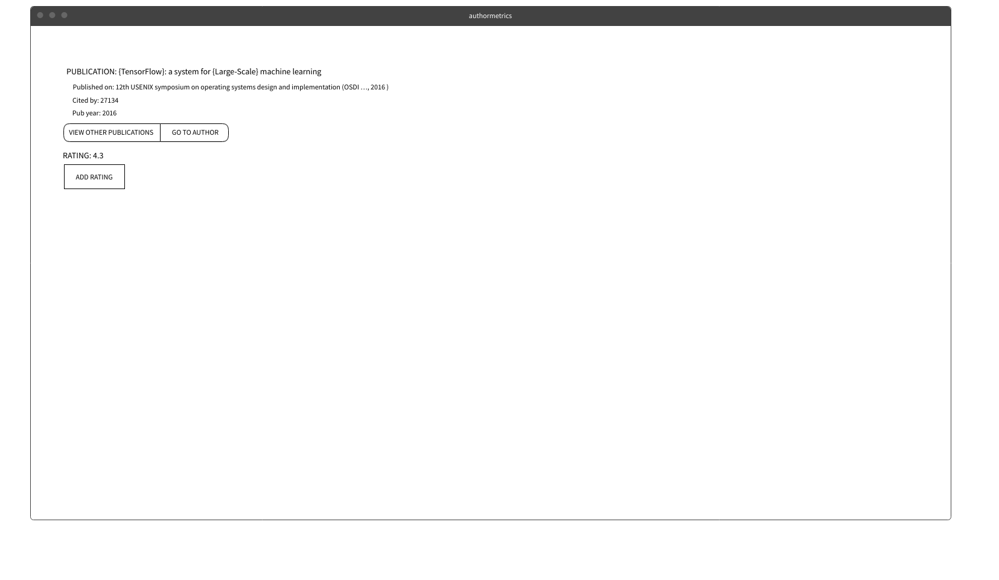 authormetrics
PUBLICATION: {TensorFlow}: a system for {Large-Scale} machine learning
Published on: 12th USENIX symposium on operating systems design and implementation (OSDI …, 2016 )
Cited by: 27134
Pub year: 2016
VIEW OTHER PUBLICATIONS GO TO AUTHOR
RATING: 4.3
ADD RATING